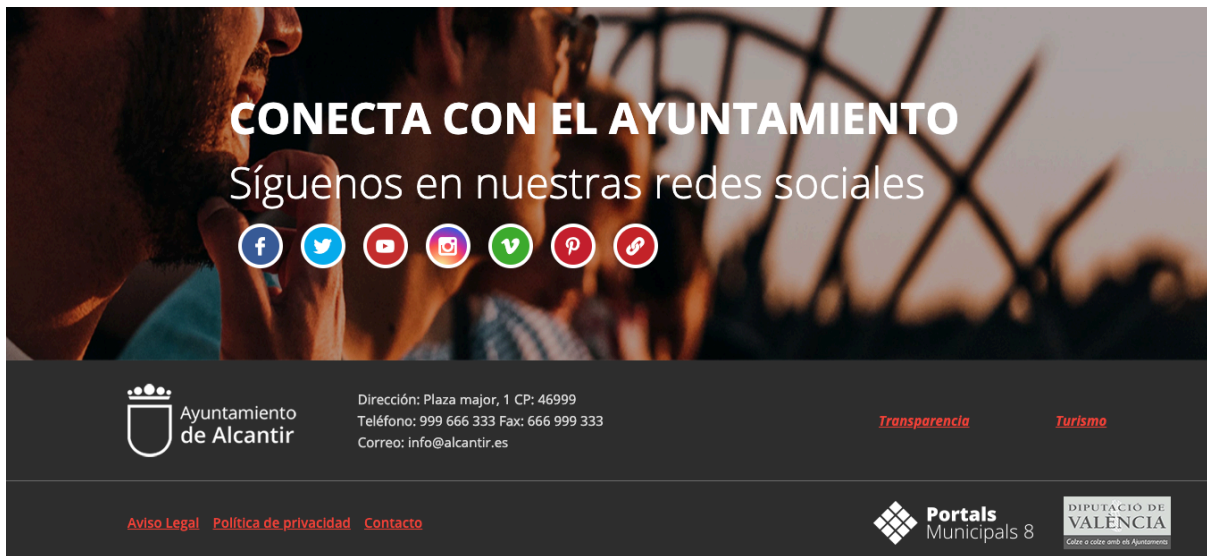 CONECTA CON EL AYUNTAMIENTO
Síguenos en nuestras redes sociales
Ayuntamiento
de Alcantir
Dirección: Plaza major, 1 CP: 46999
Teléfono: 999 666 333 Fax: 666 999 333
Correo: info@alcantir.es
Transparencia
Turismo
Aviso Legal Política de privacidad Contacto
Portals
Municipals 8
DIPUTACIÓ DE
VALÈNCIA
Colze a colze amb els Ajuntaments